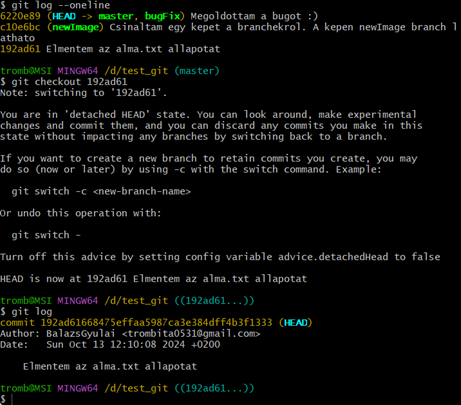 $ git log --oneline
6220e89 (HEAD -> master, bugFix) Megoldottam a bugot :)
c10e6bc (newImage) Csinaltam egy kepet a branchekrol. A kepen newImage branch l
athato
192ad61 Elmentem az alma.txt allapotat
tromb@MSI MINGW64 /d/test_git (master)
$ git checkout 192ad61
Note: switching to '192ad61'.
You are in 'detached HEAD' state. You can look around, make experimental
changes and commit them, and you can discard any commits you make in this
state without impacting any branches by switching back to a branch.
If you want to create a new branch to retain commits you create, you may
do so (now or later) by using -c with the switch command. Example:
git switch -c <new-branch-name>
Or undo this operation with:
git switch -
Turn off this advice by setting config variable advice.detachedHead to false
HEAD is now at 192ad61 Elmentem az alma.txt allapotat
tromb@MSI MINGW64 /d/test_git ((192ad61...))
$ git log
commit 192ad61668475effaa5987ca3e384dff4b3f1333 (HEAD)
Author: BalazsGyulai <trombita0531@gmail.com>
Date:   Sun Oct 13 12:10:08 2024 +0200
Elmentem az alma.txt allapotat
tromb@MSI MINGW64 /d/test_git ((192ad61...))
$